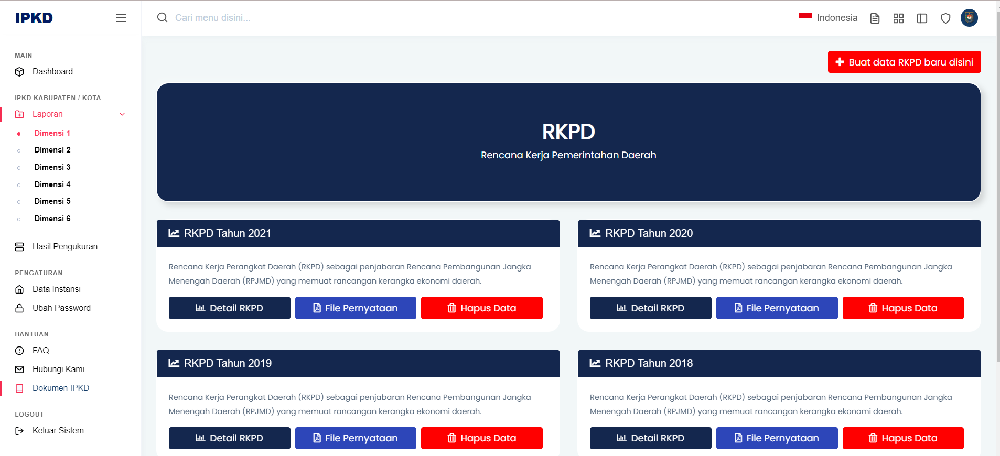 IPKD
Cari menu disini...
Indonesia
MAIN
Dashboard
IPKD KABUPATEN / KOTA
Laporan
Dimensi 1
Dimensi 2
Dimensi 3
Dimensi 4
Dimensi 5
Dimensi 6
Hasil Pengukuran
PENGATURAN
Data Instansi
Ubah Password
BANTUAN
FAQ
Hubungi Kami
Dokumen IPKD
LOGOUT
Keluar Sistem
Buat data RKPD baru disini
RKPD
Rencana Kerja Pemerintahan Daerah
RKPD Tahun 2021
Rencana Kerja Perangkat Daerah (RKPD) sebagai penjabaran Rencana Pembangunan Jangka
Menengah Daerah (RPJMD) yang memuat rancangan kerangka ekonomi daerah.
Detail RKPD
File Pernyataan
Hapus Data
RKPD Tahun 2020
Rencana Kerja Perangkat Daerah (RKPD) sebagai penjabaran Rencana Pembangunan Jangka
Menengah Daerah (RPJMD) yang memuat rancangan kerangka ekonomi daerah.
Detail RKPD
File Pernyataan
Hapus Data
RKPD Tahun 2019
Rencana Kerja Perangkat Daerah (RKPD) sebagai penjabaran Rencana Pembangunan Jangka
Menengah Daerah (RPJMD) yang memuat rancangan kerangka ekonomi daerah.
Detail RKPD
File Pernyataan
Hapus Data
RKPD Tahun 2018
Rencana Kerja Perangkat Daerah (RKPD) sebagai penjabaran Rencana Pembangunan Jangka
Menengah Daerah (RPJMD) yang memuat rancangan kerangka ekonomi daerah.
Detail RKPD
File Pernyataan
Hapus Data